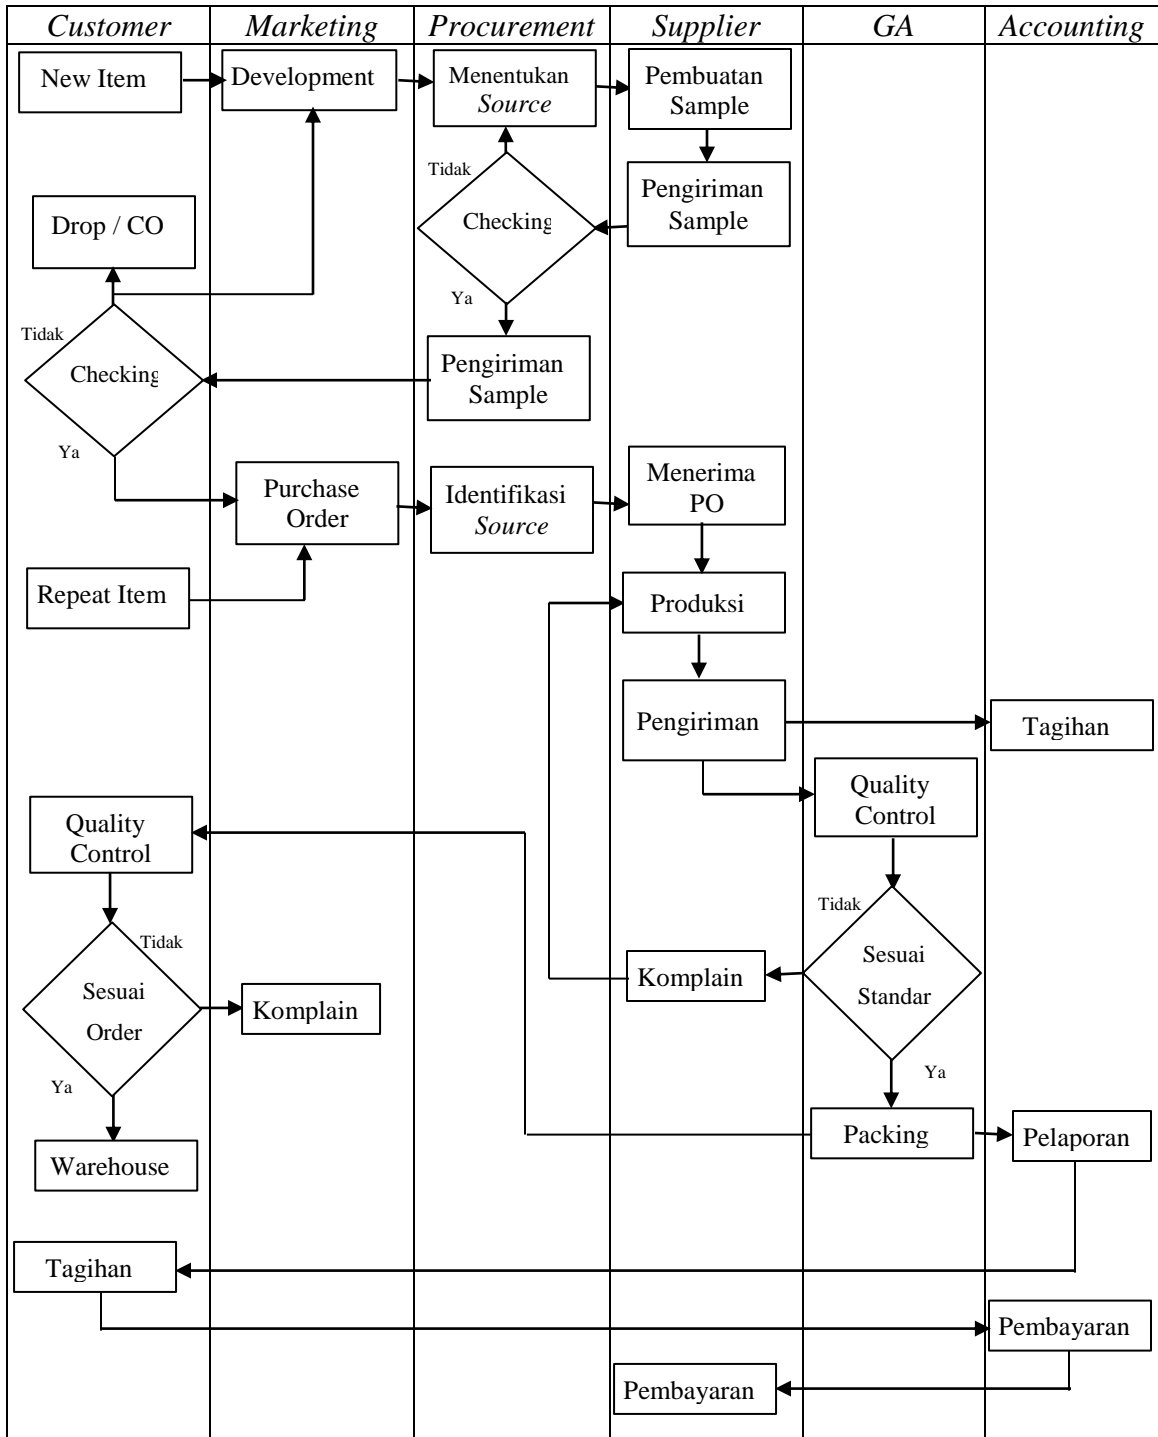 Customer
Marketing
Procurement
Supplier
GA
Accounting
New Item
Development
Menentukan
Source
Pembuatan
Sample
Tidak
Checking
Pengiriman
Sample
Drop / CO
Ya
Tidak
Checking
Pengiriman
Sample
Ya
Purchase
Order
Identifikasi
Source
Menerima
PO
Repeat Item
Produksi
Pengiriman
Tagihan
Quality
Control
Quality
Control
Tidak
Tidak
Sesuai
Standar
Komplain
Sesuai
Order
Komplain
Ya
Ya
Packing
Pelaporan
Warehouse
Tagihan
Pembayaran
Pembayaran